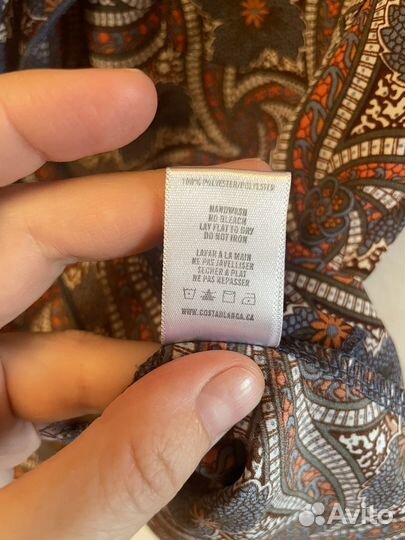 100% POLYESTER/POLYSTER
HANDWASH
NO BLEACH
LAY FLAT TO DRY
DO NOT IRON
LAVAR A LA MAIN
NE PAS JAVELLISER
SECHER A PLAT
NE PAS REPASSER
WWW.COSTABLANCA.CA
Avito